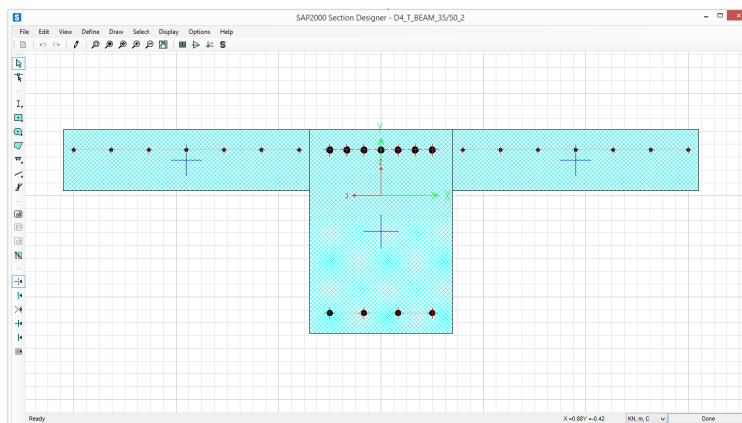 S SAP2000 Section Designer - D4_T_BEAM_35/50_2
File Edit View Define Draw Select Display Options Help
S
Y
2
3 X
Ready X =0.88Y =-0.42 KN, m, C Done